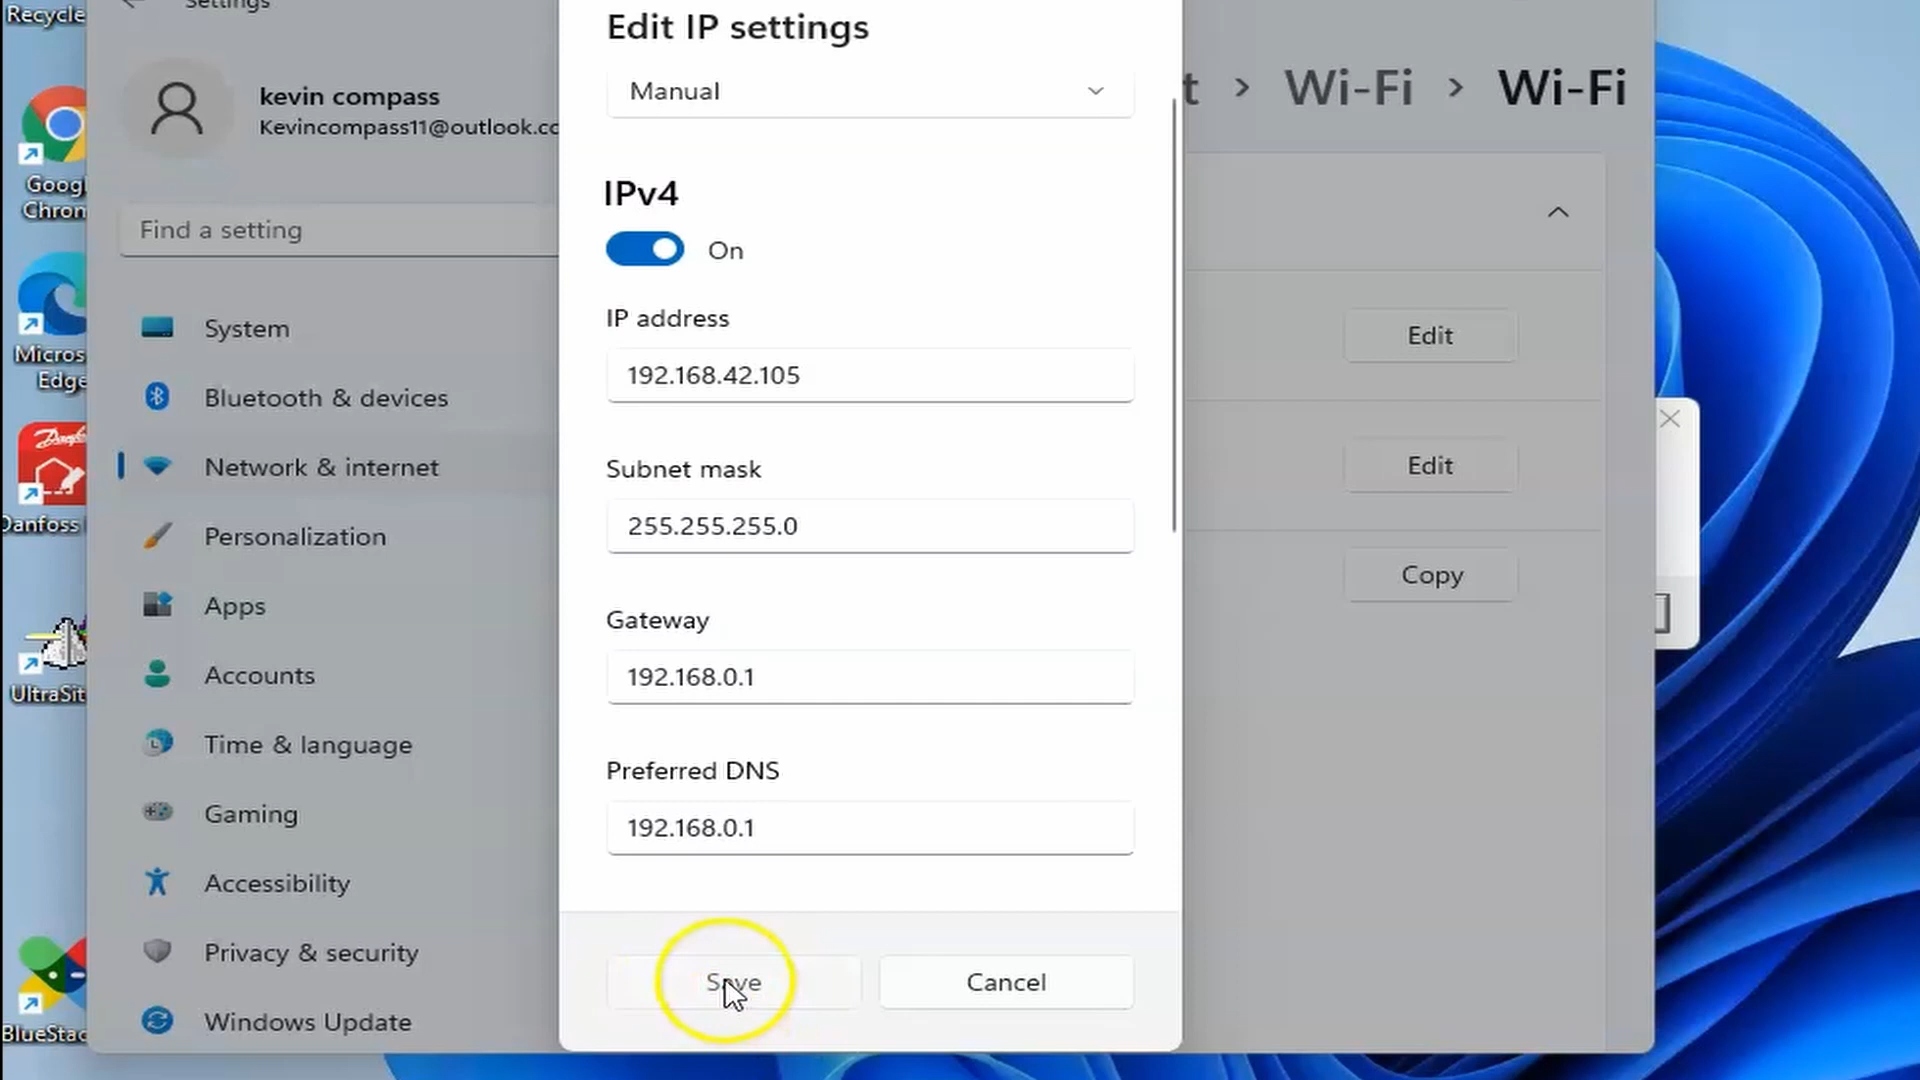 Recycle
Settings
kevin compass
Kevincompass11@outlook.co
Find a setting
System
Bluetooth & devices
Network & internet
Personalization
Apps
Accounts
Time & language
Gaming
Accessibility
Privacy & security
Windows Update
Googl
Chron
Micros
Edge
Danfoss
Danfoss
UltraSit
BlueStac
Edit IP settings
Manual
IPv4
On
IP address
192.168.42.105
Subnet mask
255.255.255.0
Gateway
192.168.0.1
Preferred DNS
192.168.0.1
Save
Cancel
t > Wi-Fi > Wi-Fi
Edit
Edit
Copy